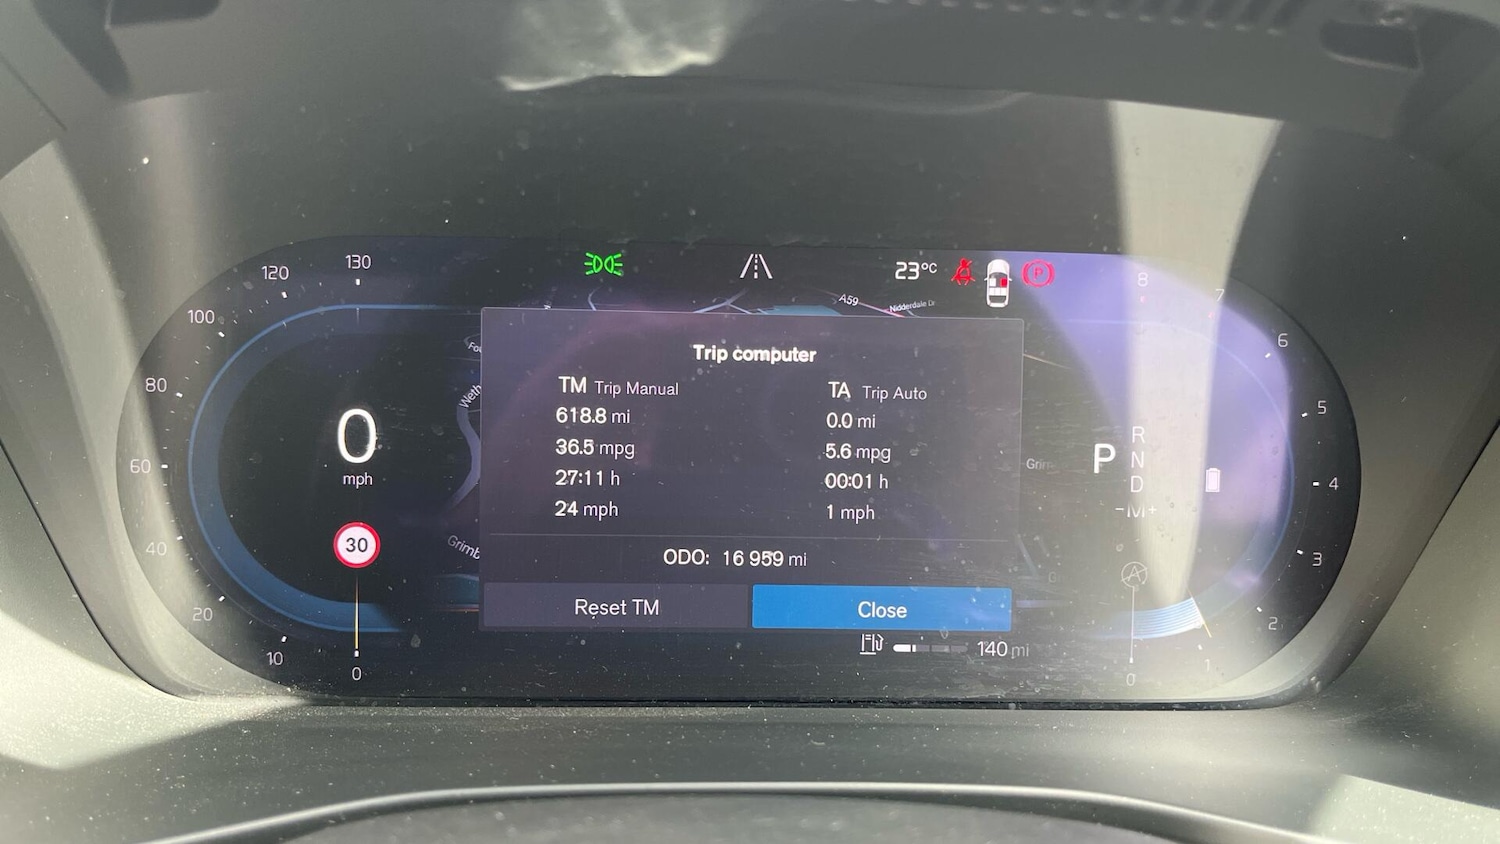 130
120
100
80
60
40
20
10
0
0
mph
30
23°C
P
A59
Nidderdale Ln
Trip computer
TM Trip Manual
TA Trip Auto
618.8 mi
0.0 mi
36.5 mpg
5.6 mpg
27:11 h
00:01 h
24 mph
1 mph
ODO: 16 959 mi
Reset TM
Close
140 mi
P
R
N
D
-M+
A
8
7
6
5
4
3
2
1
0